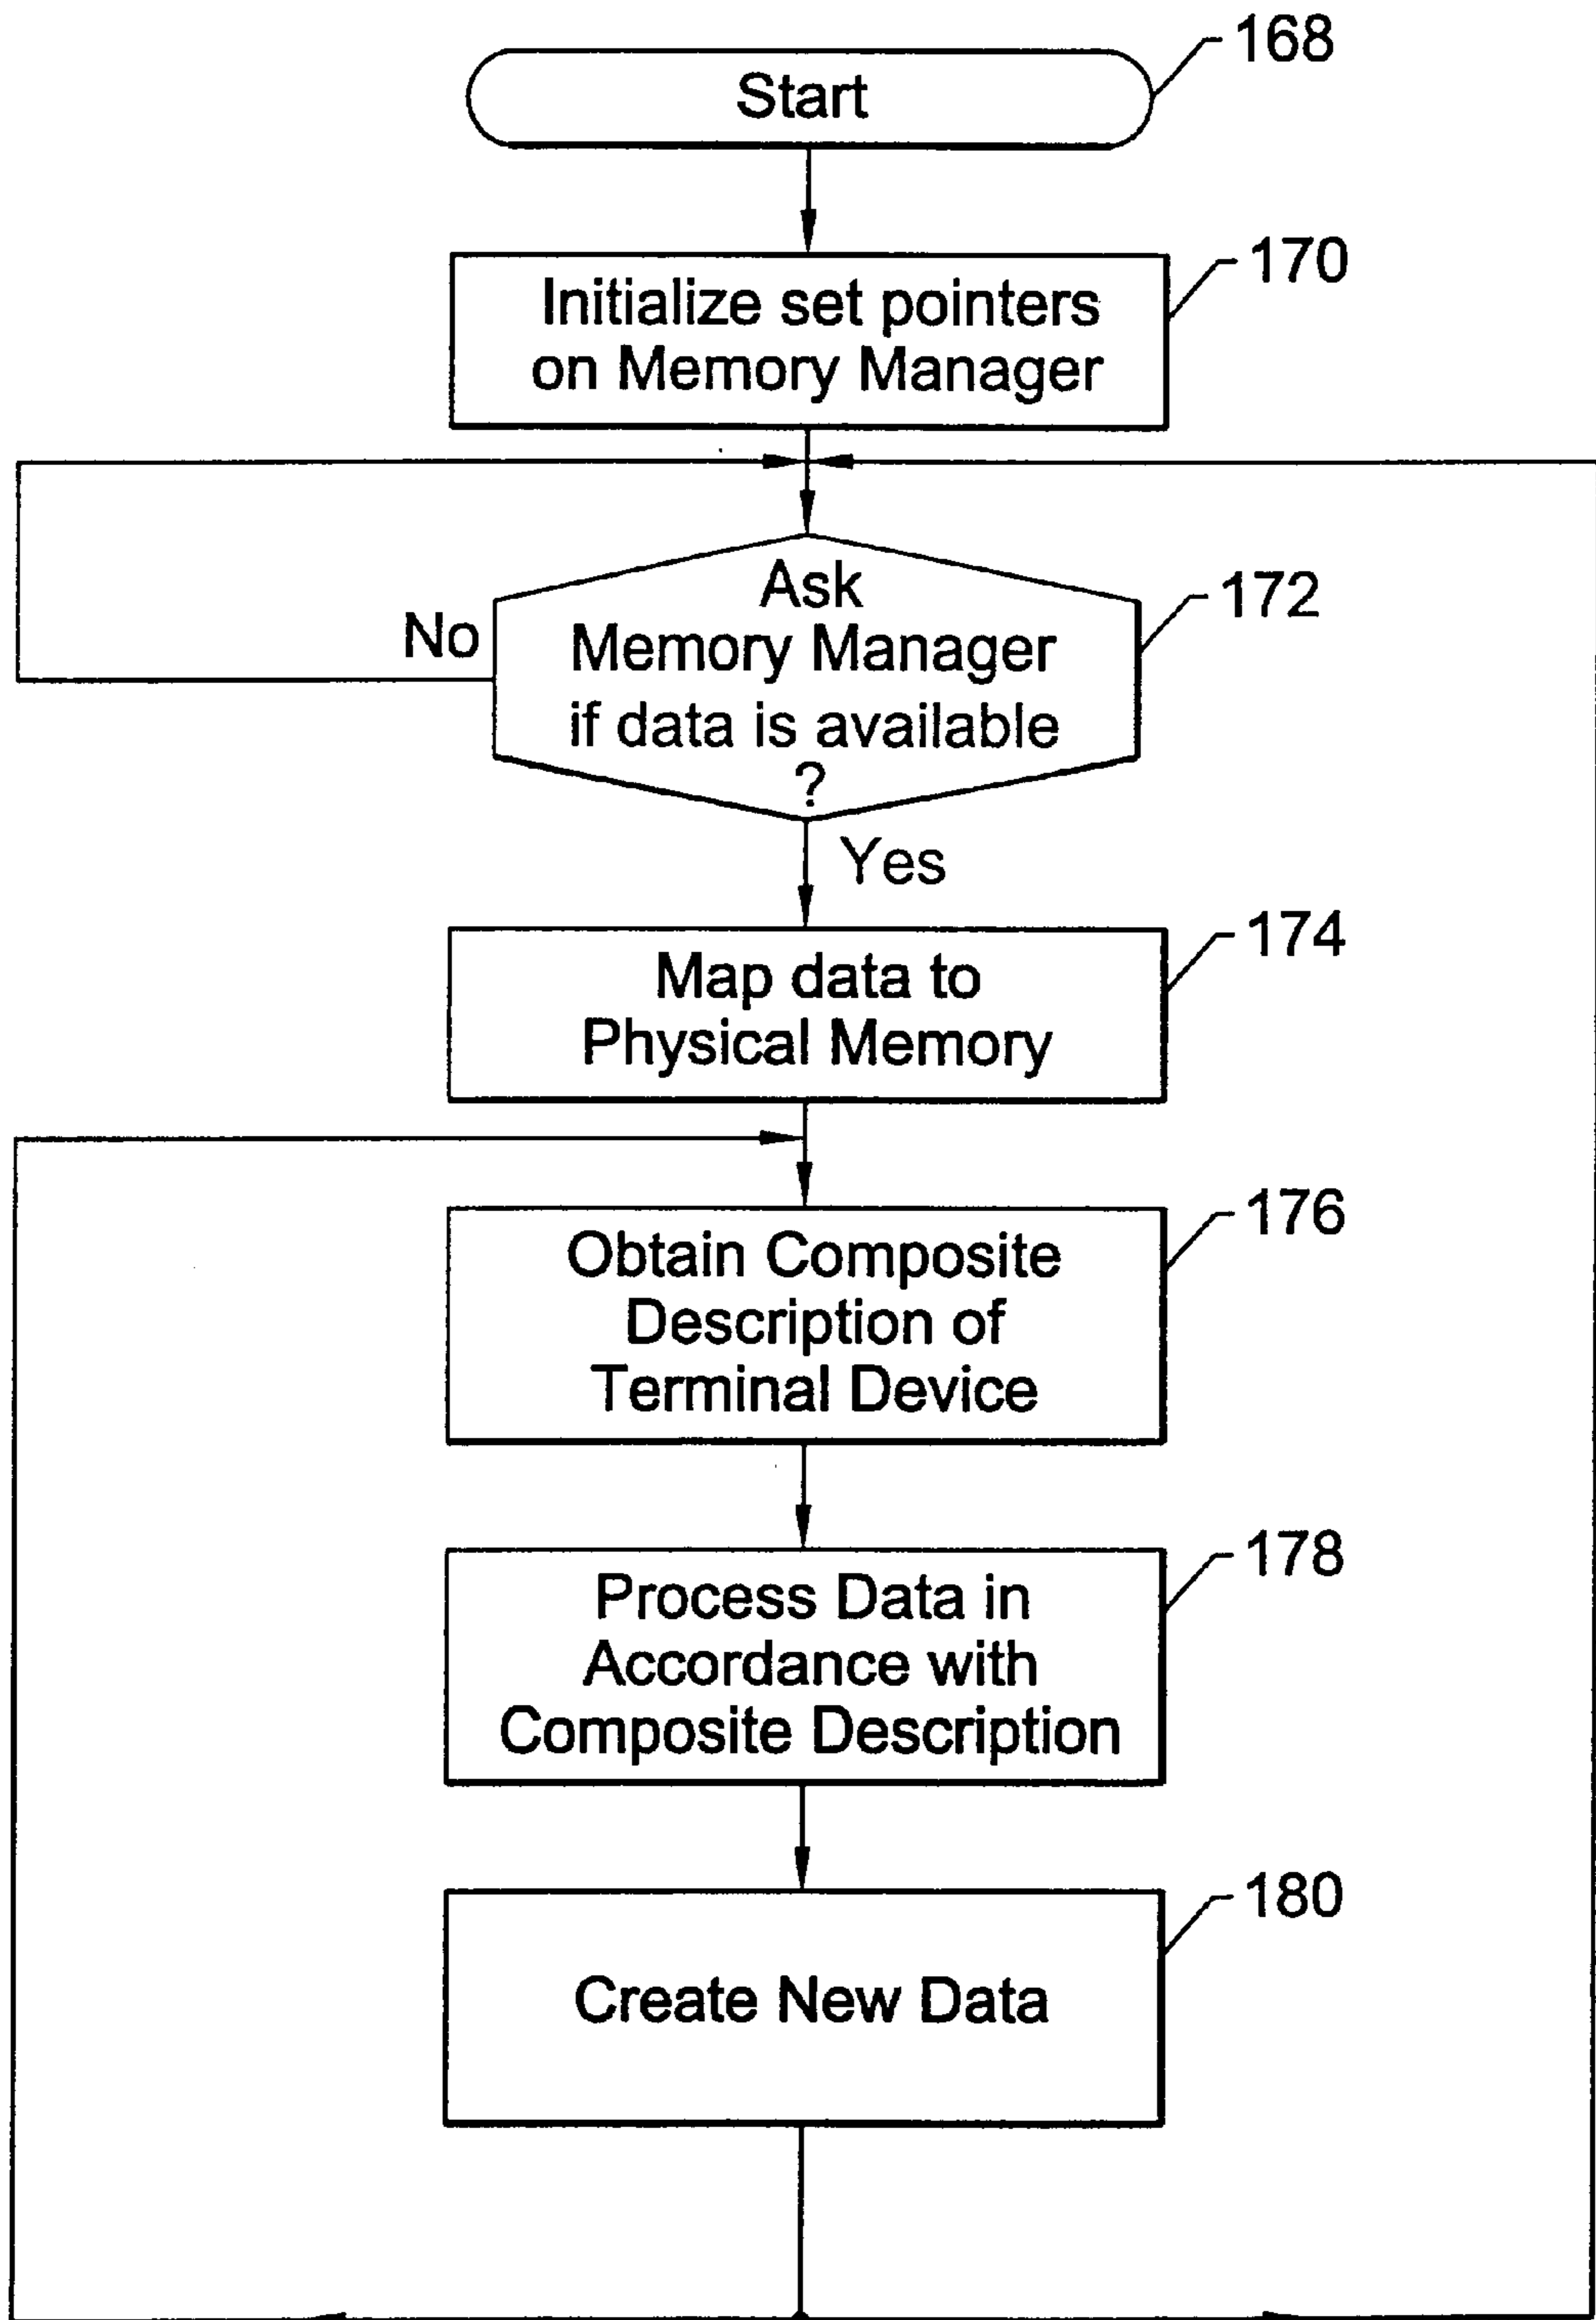 168
Start
170
Initialize set pointers
on Memory Manager
172
Ask
Memory Manager
if data is available
?
No
Yes
174
Map data to
Physical Memory
176
Obtain Composite
Description of
Terminal Device
178
Process Data in
Accordance with
Composite Description
180
Create New Data